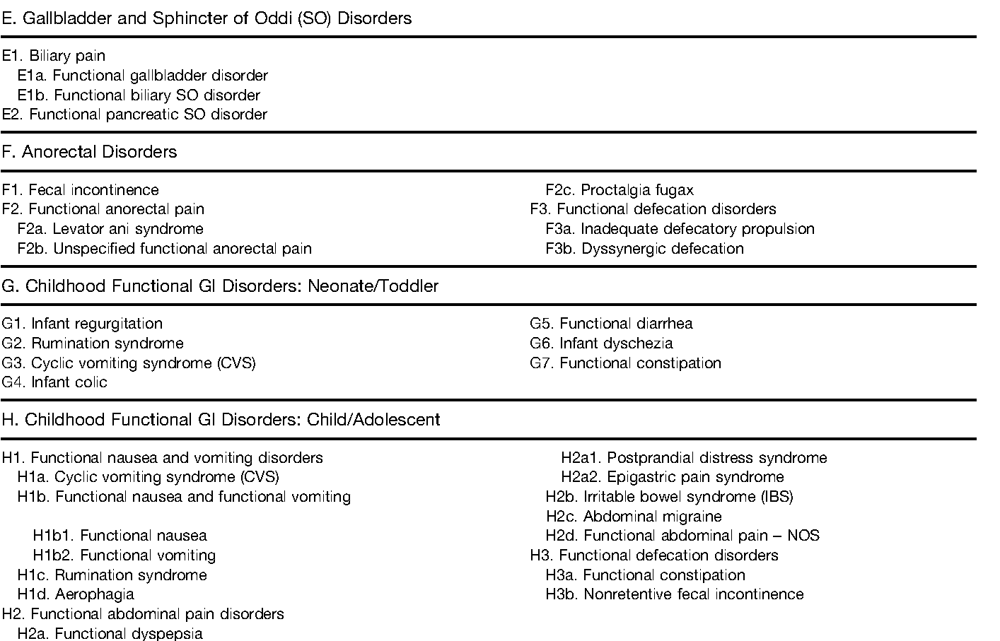 E. Gallbladder and Sphincter of Oddi (SO) Disorders
E1. Biliary pain
E1a. Functional gallbladder disorder
E1b. Functional biliary SO disorder
E2. Functional pancreatic SO disorder
F. Anorectal Disorders
F1. Fecal incontinence
F2. Functional anorectal pain
F2a. Levator ani syndrome
F2b. Unspecified functional anorectal pain
F2c. Proctalgia fugax
F3. Functional defecation disorders
F3a. Inadequate defecatory propulsion
F3b. Dyssynergic defecation
G. Childhood Functional GI Disorders: Neonate/Toddler
G1. Infant regurgitation
G2. Rumination syndrome
G3. Cyclic vomiting syndrome (CVS)
G4. Infant colic
G5. Functional diarrhea
G6. Infant dyschezia
G7. Functional constipation
H. Childhood Functional GI Disorders: Child/Adolescent
H1. Functional nausea and vomiting disorders
H1a. Cyclic vomiting syndrome (CVS)
H1b. Functional nausea and functional vomiting
H1b1. Functional nausea
H1b2. Functional vomiting
H1c. Rumination syndrome
H1d. Aerophagia
H2. Functional abdominal pain disorders
H2a. Functional dyspepsia
H2a1. Postprandial distress syndrome
H2a2. Epigastric pain syndrome
H2b. Irritable bowel syndrome (IBS)
H2c. Abdominal migraine
H2d. Functional abdominal pain – NOS
H3. Functional defecation disorders
H3a. Functional constipation
H3b. Nonretentive fecal incontinence